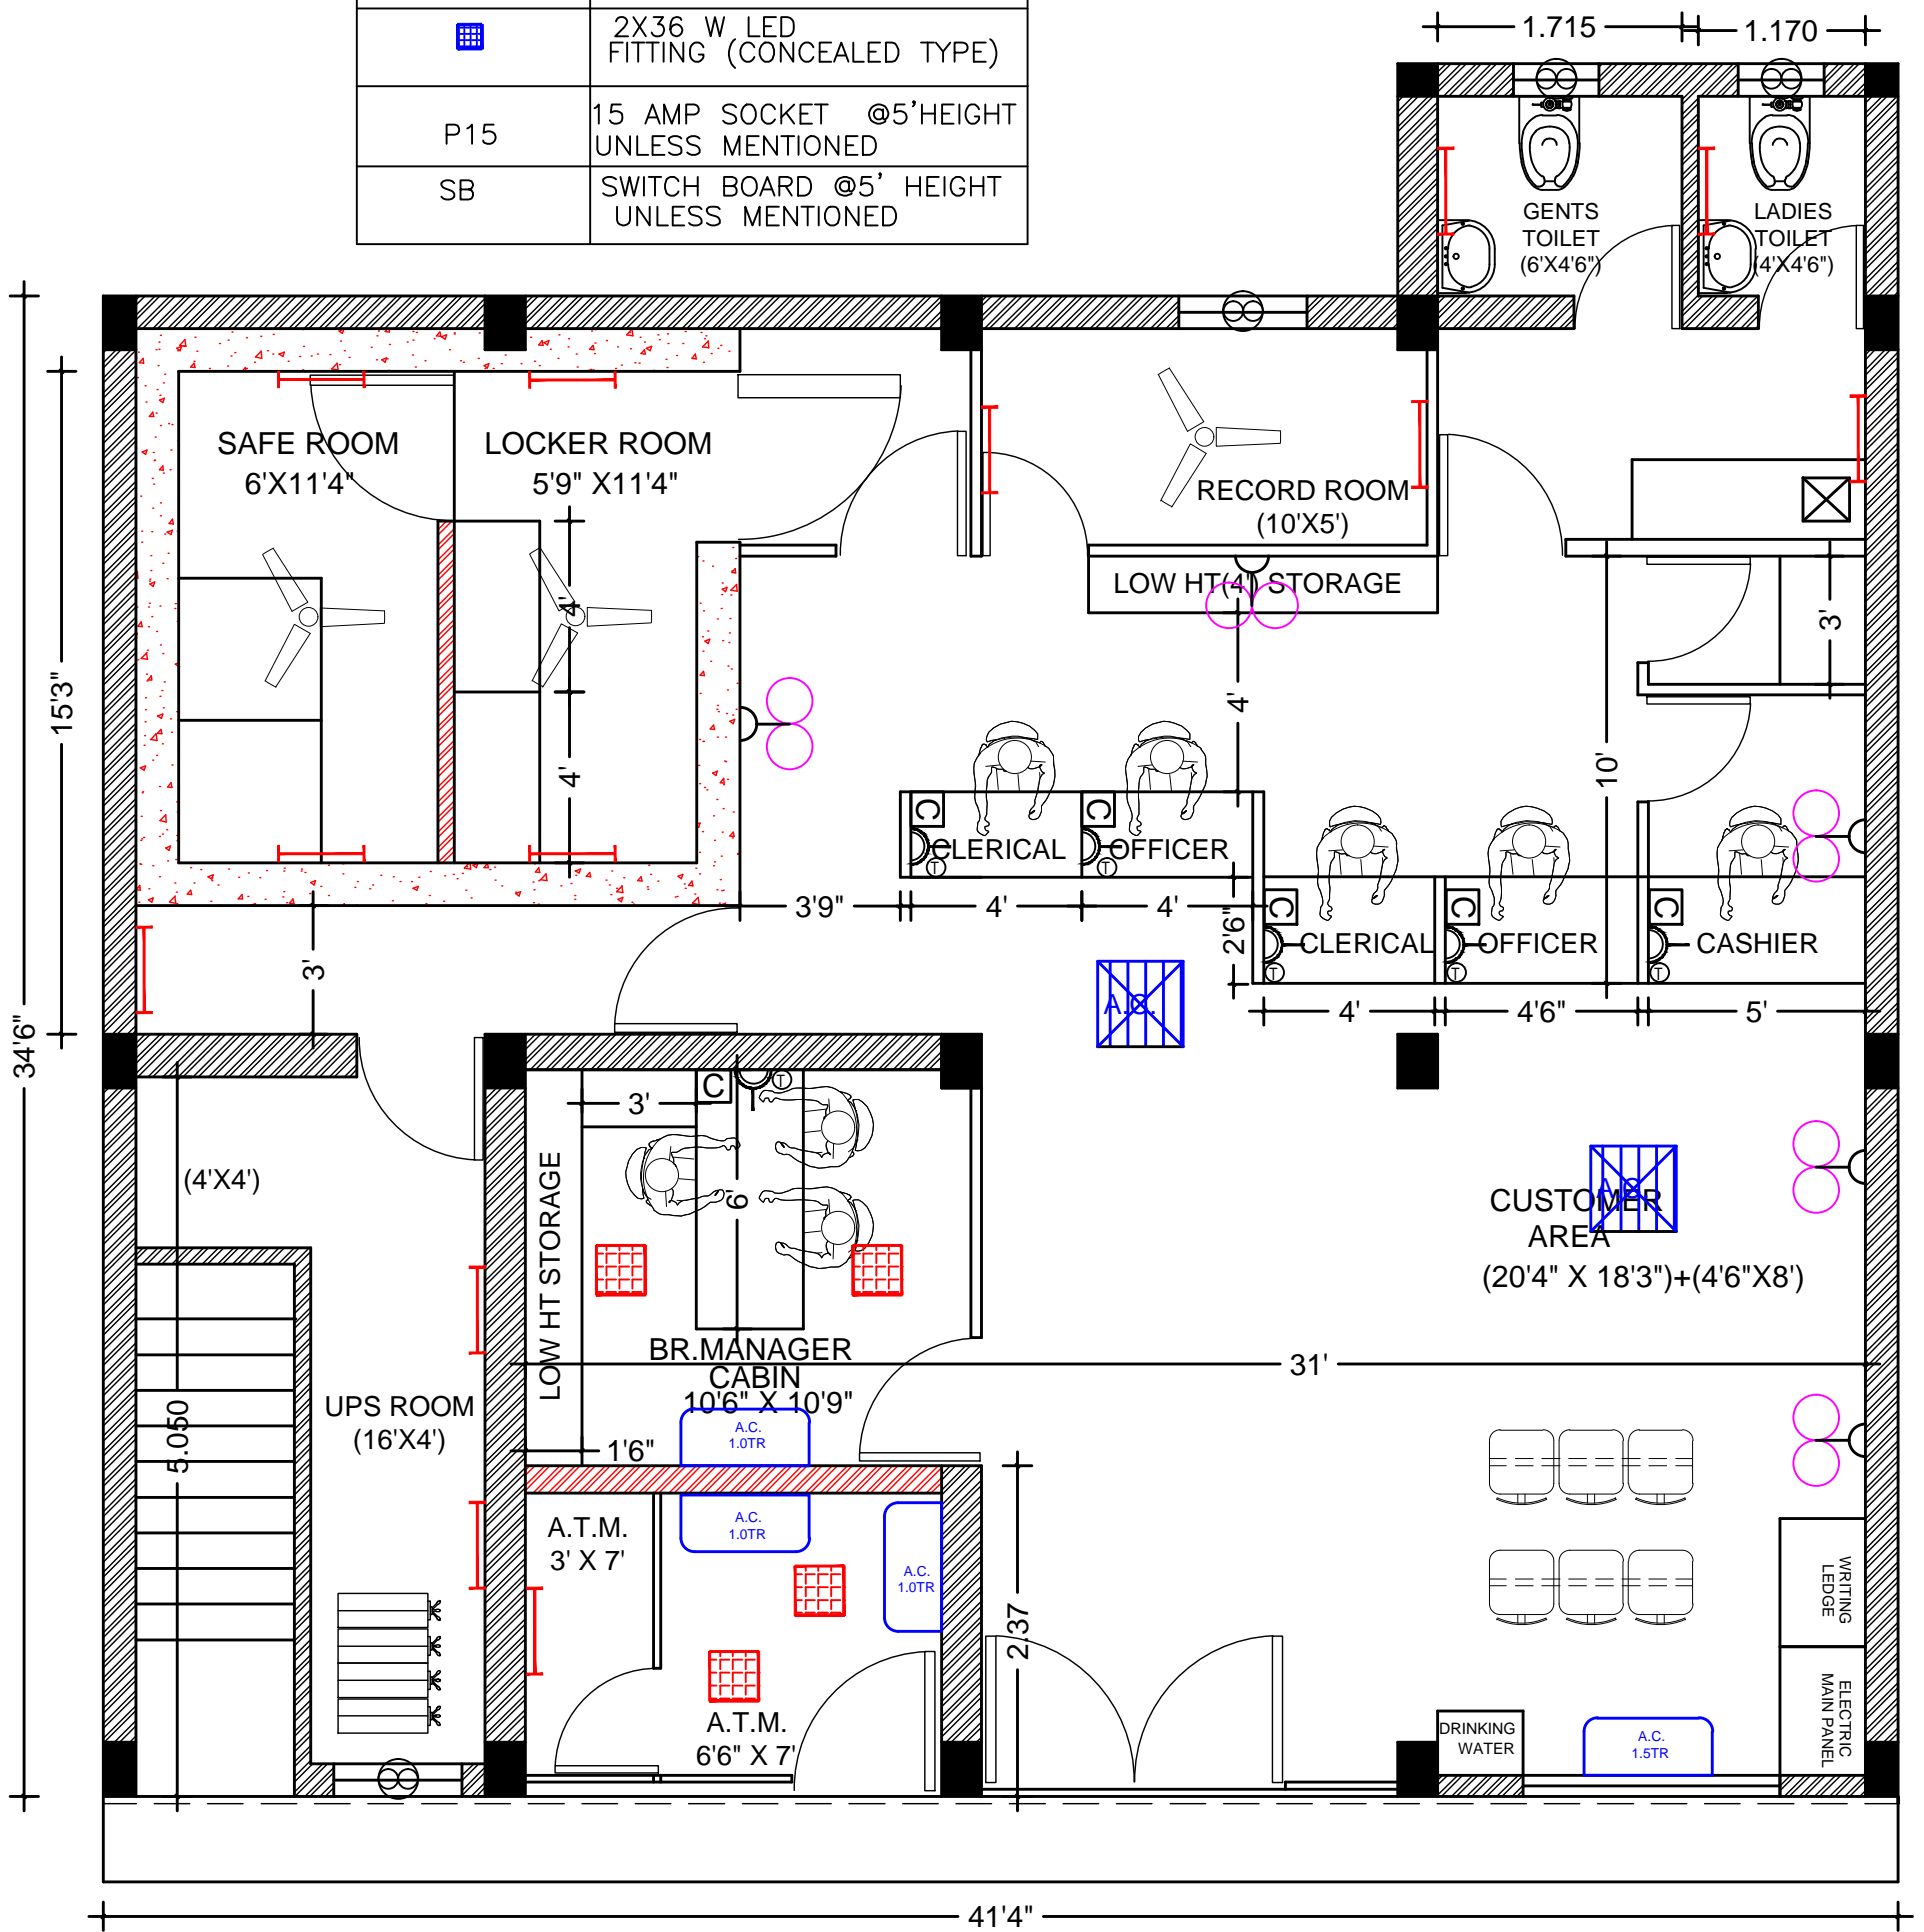 2X36 W LED
FITTING (CONCEALED TYPE)
P15
15 AMP SOCKET @5'HEIGHT
UNLESS MENTIONED
SB
SWITCH BOARD @5' HEIGHT
UNLESS MENTIONED
1.715
1.170
GENTS
TOILET
(6'X4'6")
LADIES
TOILET
(4'X4'6")
SAFE ROOM
6'X11'4"
LOCKER ROOM
5'9" X11'4"
RECORD ROOM
(10'X5')
LOW HT(4') STORAGE
4'
4'
4'
3'
10'
15'3"
34'6"
C
CLERICAL
T
C
OFFICER
T
3'9"
4'
4'
2'6"
C
CLERICAL
T
C
OFFICER
T
C
CASHIER
T
4'
4'6"
5'
3'
A.C.
C
T
3'
6'
(4'X4')
LOW HT STORAGE
A.C.
CUSTOMER
AREA
(20'4" X 18'3")+(4'6"X8')
BR.MANAGER
CABIN
10'6" X 10'9"
31'
UPS ROOM
(16'X4')
5.050
1'6"
A.C.
1.0TR
A.T.M.
3' X 7'
A.C.
1.0TR
A.C.
1.0TR
2.37
WRITING
LEDGE
A.T.M.
6'6" X 7'
DRINKING
WATER
A.C.
1.5TR
ELECTRIC
MAIN PANEL
41'4"